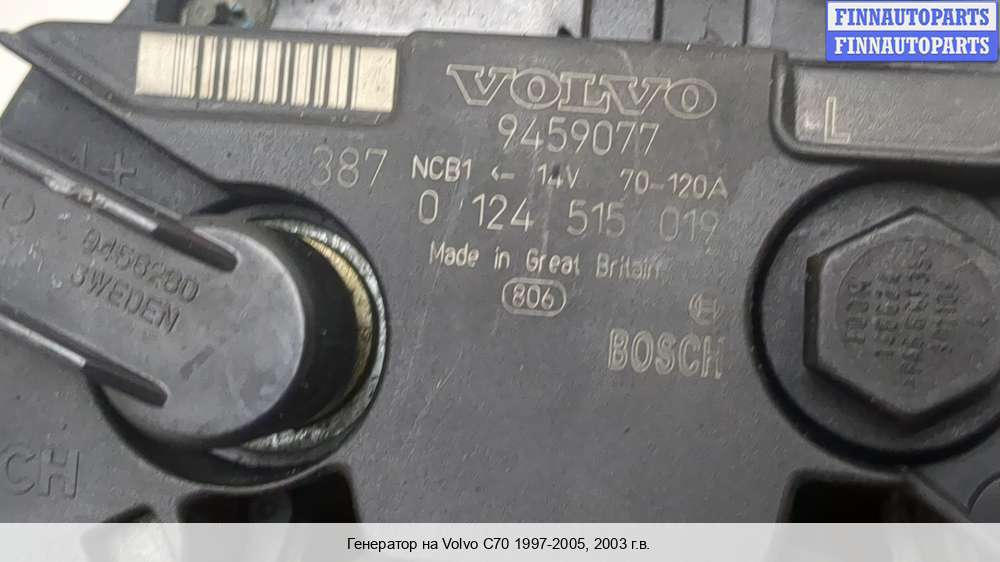 FINNAUTOPARTS
FINNAUTOPARTS
VOLVO
9459077
L
387
NCB1 ← 14V 70-120A
0 124 515 019
Made in Great Britain
806
BOSCH
9456280
SWEDEN
CH
Генератор на Volvo C70 1997-2005, 2003 г.в.